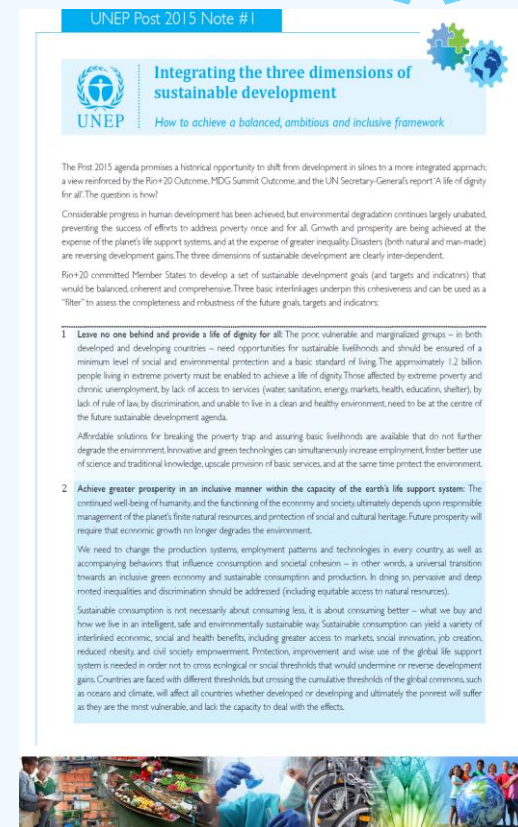 UNEP Post 2015 Note #1
UNEP
Integrating the three dimensions of
sustainable development
How to achieve a balanced, ambitious and inclusive framework
The Post 2015 agenda promises a historical opportunity to shift from development in siloes to a more integrated approach;
a view reinforced by the Rio+20 Outcome, MDG Summit Outcome, and the UN Secretary-General's report 'A life of dignity
for all'. The question is how?
Considerable progress in human development has been achieved, but environmental degradation continues largely unabated,
preventing the success of efforts to address poverty once and for all. Growth and prosperity are being achieved at the
expense of the planet's life support systems, and at the expense of greater inequality. Disasters (both natural and man-made)
are reversing development gains. The three dimensions of sustainable development are clearly inter-dependent.
Rio+20 committed Member States to develop a set of sustainable development goals (and targets and indicators) that
would be balanced, coherent and comprehensive. Three basic interlinkages underpin this cohesiveness and can be used as a
"filter" to assess the completeness and robustness of the future goals, targets and indicators:
1 Leave no one behind and provide a life of dignity for all: The poor, vulnerable and marginalized groups – in both
developed and developing countries – need opportunities for sustainable livelihoods and should be ensured of a
minimum level of social and environmental protection and a basic standard of living. The approximately 1.2 billion
people living in extreme poverty must be enabled to achieve a life of dignity. Those affected by extreme poverty and
chronic unemployment, by lack of access to services (water, sanitation, energy, markets, health, education, shelter), by
lack of rule of law, by discrimination, and unable to live in a clean and healthy environment, need to be at the centre of
the future sustainable development agenda.
Affordable solutions for breaking the poverty trap and assuring basic livelihoods are available that do not further
degrade the environment. Innovative and green technologies can simultaneously increase employment, foster better use
of science and traditional knowledge, upscale provision of basic services, and at the same time protect the environment.
2 Achieve greater prosperity in an inclusive manner within the capacity of the earth's life support system: The
continued well-being of humanity, and the functioning of the economy and society, ultimately depends upon responsible
management of the planet's finite natural resources, and protection of social and cultural heritage. Future prosperity will
require that economic growth no longer degrades the environment.
We need to change the production systems, employment patterns and technologies in every country, as well as
accompanying behaviors that influence consumption and societal cohesion – in other words, a universal transition
towards an inclusive green economy and sustainable consumption and production. In doing so, pervasive and deep
rooted inequalities and discrimination should be addressed (including equitable access to natural resources).
Sustainable consumption is not necessarily about consuming less, it is about consuming better – what we buy and
how we live in an intelligent, safe and environmentally sustainable way. Sustainable consumption can yield a variety of
interlinked economic, social and health benefits, including greater access to markets, social innovation, job creation,
reduced obesity, and civil society empowerment. Protection, improvement and wise use of the global life support
system is needed in order not to cross ecological or social thresholds that would undermine or reverse development
gains. Countries are faced with different thresholds, but crossing the cumulative thresholds of the global commons, such
as oceans and climate, will affect all countries whether developed or developing and ultimately the poorest will suffer
as they are the most vulnerable, and lack the capacity to deal with the effects.